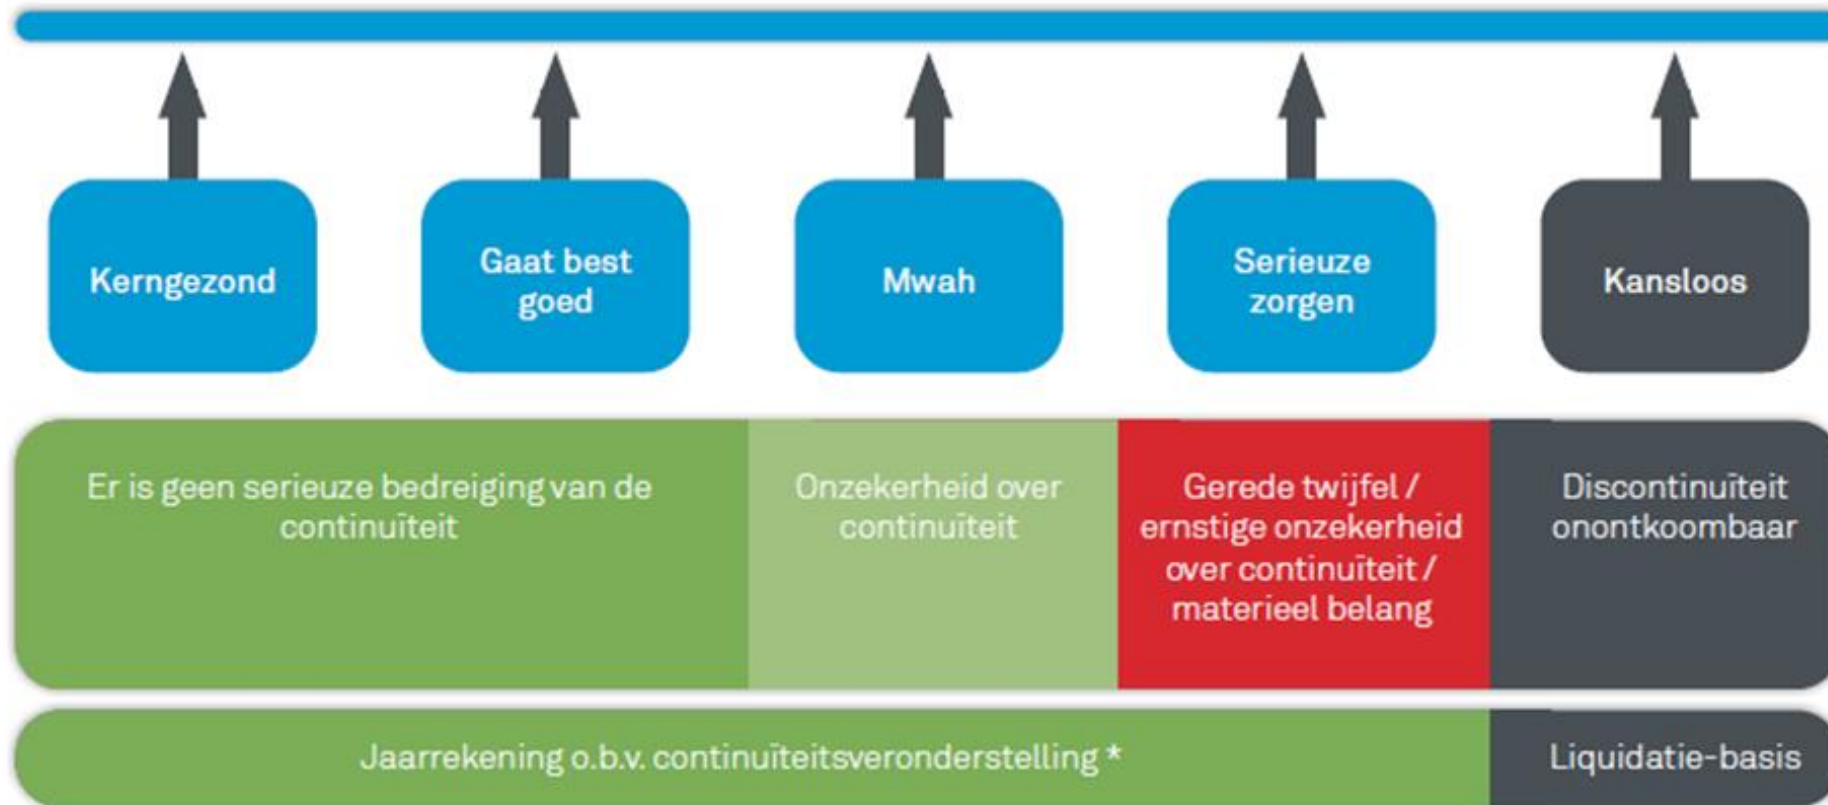 Kerngezond
Gaat best
goed
Mwah
Serieuze
zorgen
Kansloos
Er is geen serieuze bedreiging van de
continuïteit
Onzekerheid over
continuïteit
Gerede twijfel /
ernstige onzekerheid
over continuïteit /
materieel belang
Discontinuïteit
onontkoombaar
Jaarrekening o.b.v. continuïteitsveronderstelling *
Liquidatie-basis